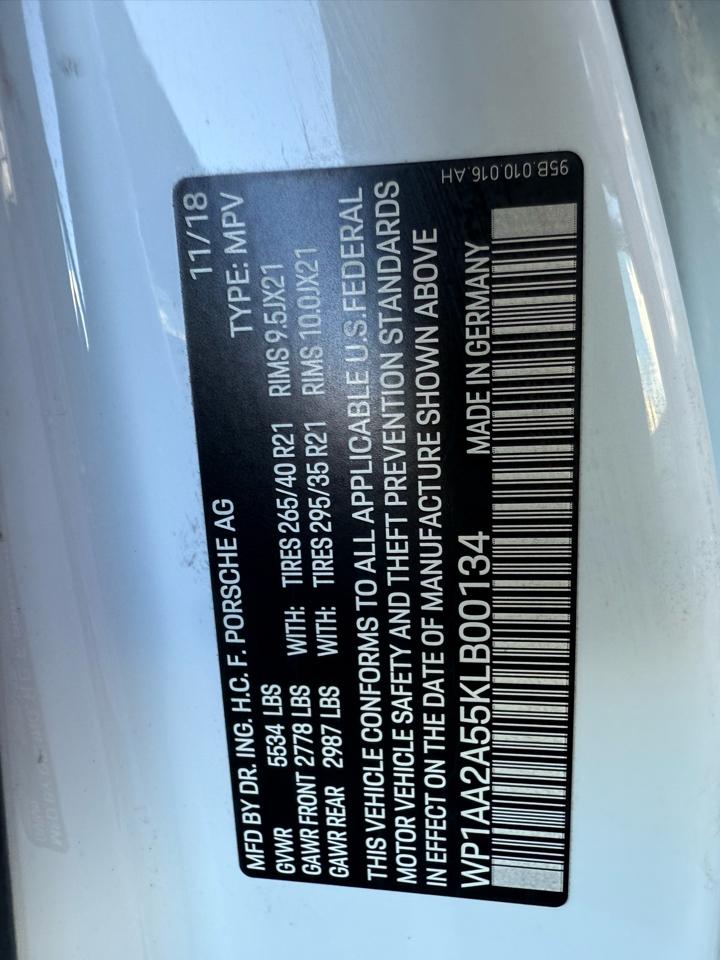 MFD BY DR. ING. H.C. F. PORSCHE AG 11/18
GVWR 5534 LBS TYPE: MPV
GAWR FRONT 2778 LBS WITH: TIRES 265/40 R21 RIMS 9.5JX21
GAWR REAR 2987 LBS WITH: TIRES 295/35 R21 RIMS 10.0JX21
THIS VEHICLE CONFORMS TO ALL APPLICABLE U.S. FEDERAL
MOTOR VEHICLE SAFETY AND THEFT PREVENTION STANDARDS
IN EFFECT ON THE DATE OF MANUFACTURE SHOWN ABOVE
WP1AA2A55KLB00134 MADE IN GERMANY
95B.010.016.AH